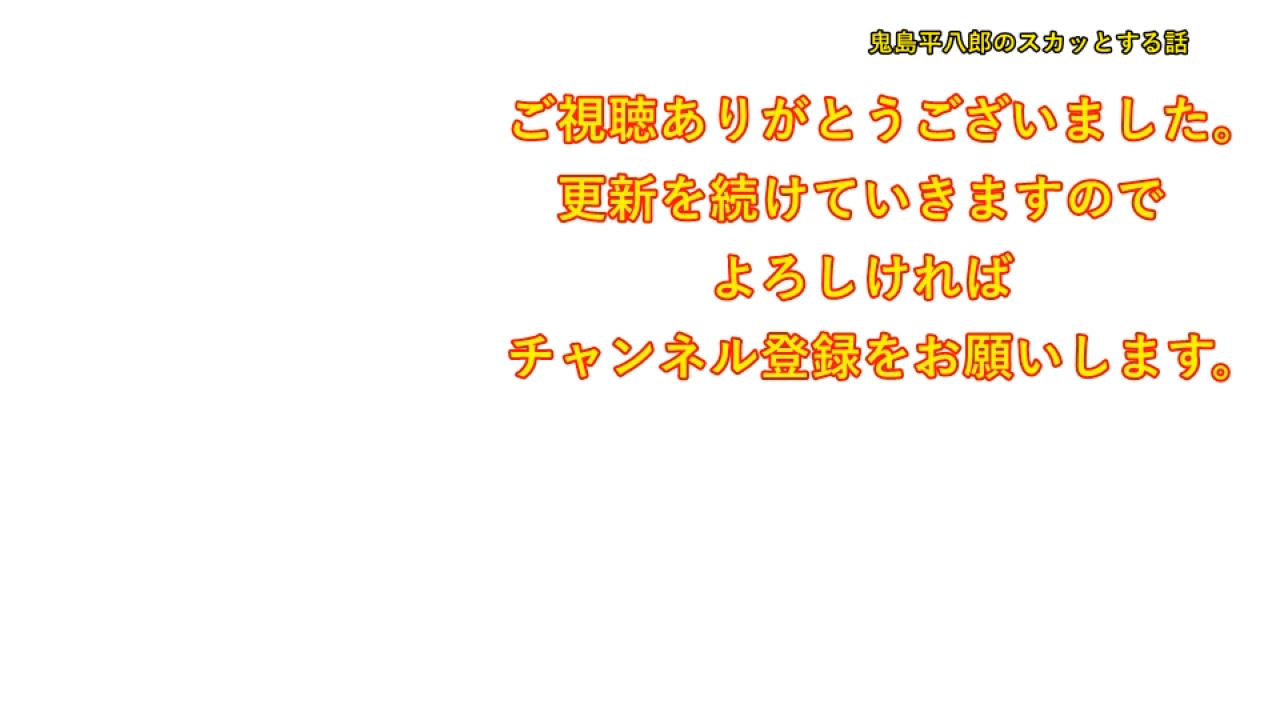 鬼島平八郎のスカッとする話
ご視聴ありがとうございました。
更新を続けていきますので
よろしければ
チャンネル登録をお願いします。